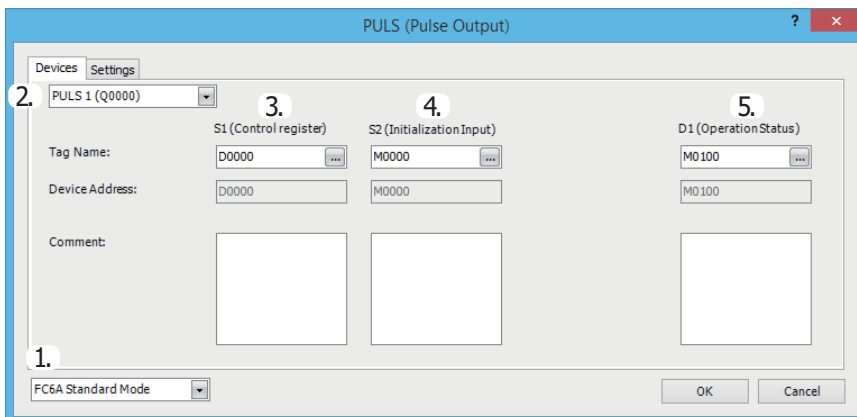 PULS (Pulse Output)
? ×
Devices Settings
2. PULS 1 (Q0000)
3. 4. 5.
S1 (Control register) S2 (Initialization Input) D1 (Operation Status)
Tag Name: D0000 ... M0000 ... M0100 ...
Device Address: D0000 M0000 M0100
Comment:
1.
FC6A Standard Mode OK Cancel